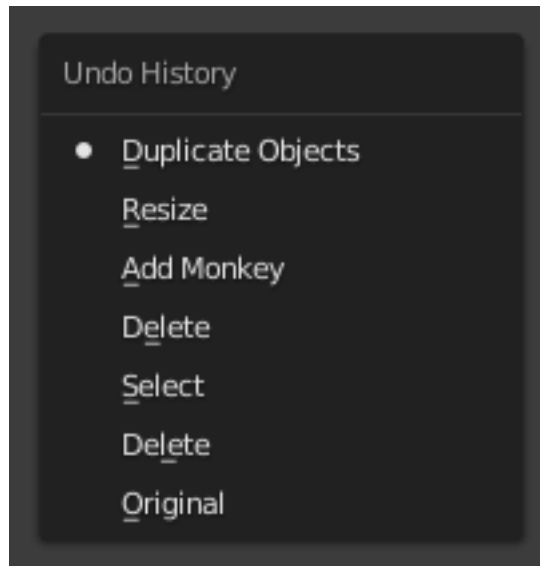 Undo History
Duplicate Objects
Resize
Add Monkey
Delete
Select
Delete
Original